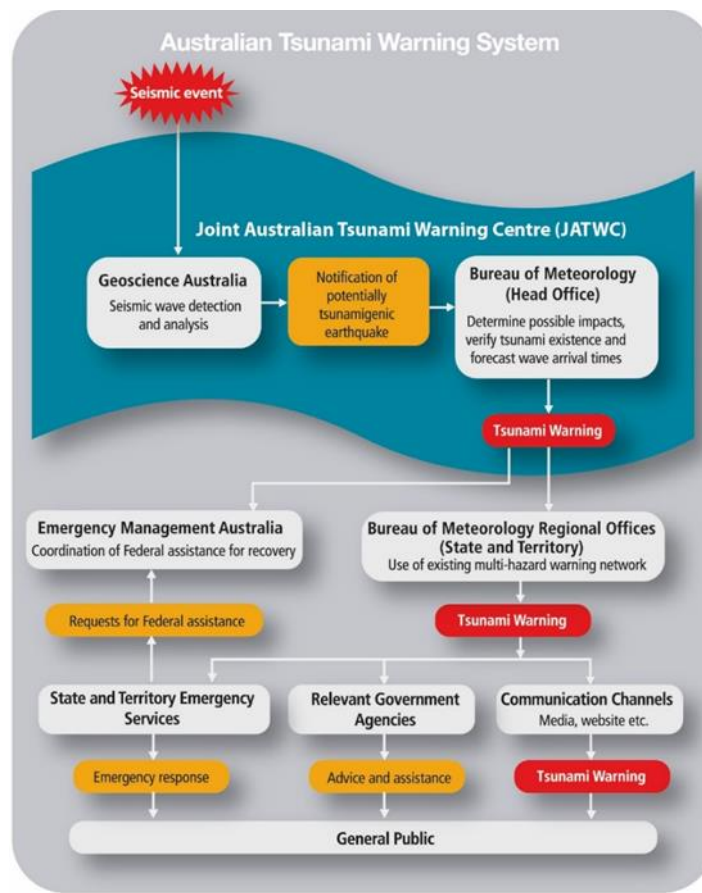 Australian Tsunami Warning System
Seismic event
Joint Australian Tsunami Warning Centre (JATWC)
Geoscience Australia
Seismic wave detection
and analysis
Notification of
potentially
tsunamigenic
earthquake
Bureau of Meteorology
(Head Office)
Determine possible impacts,
verify tsunami existence and
forecast wave arrival times
Tsunami Warning
Emergency Management Australia
Coordination of Federal assistance for recovery
Bureau of Meteorology Regional Offices
(State and Territory)
Use of existing multi-hazard warning network
Requests for Federal assistance
Tsunami Warning
State and Territory Emergency
Services
Relevant Government
Agencies
Communication Channels
Media, website etc.
Emergency response
Advice and assistance
Tsunami Warning
General Public